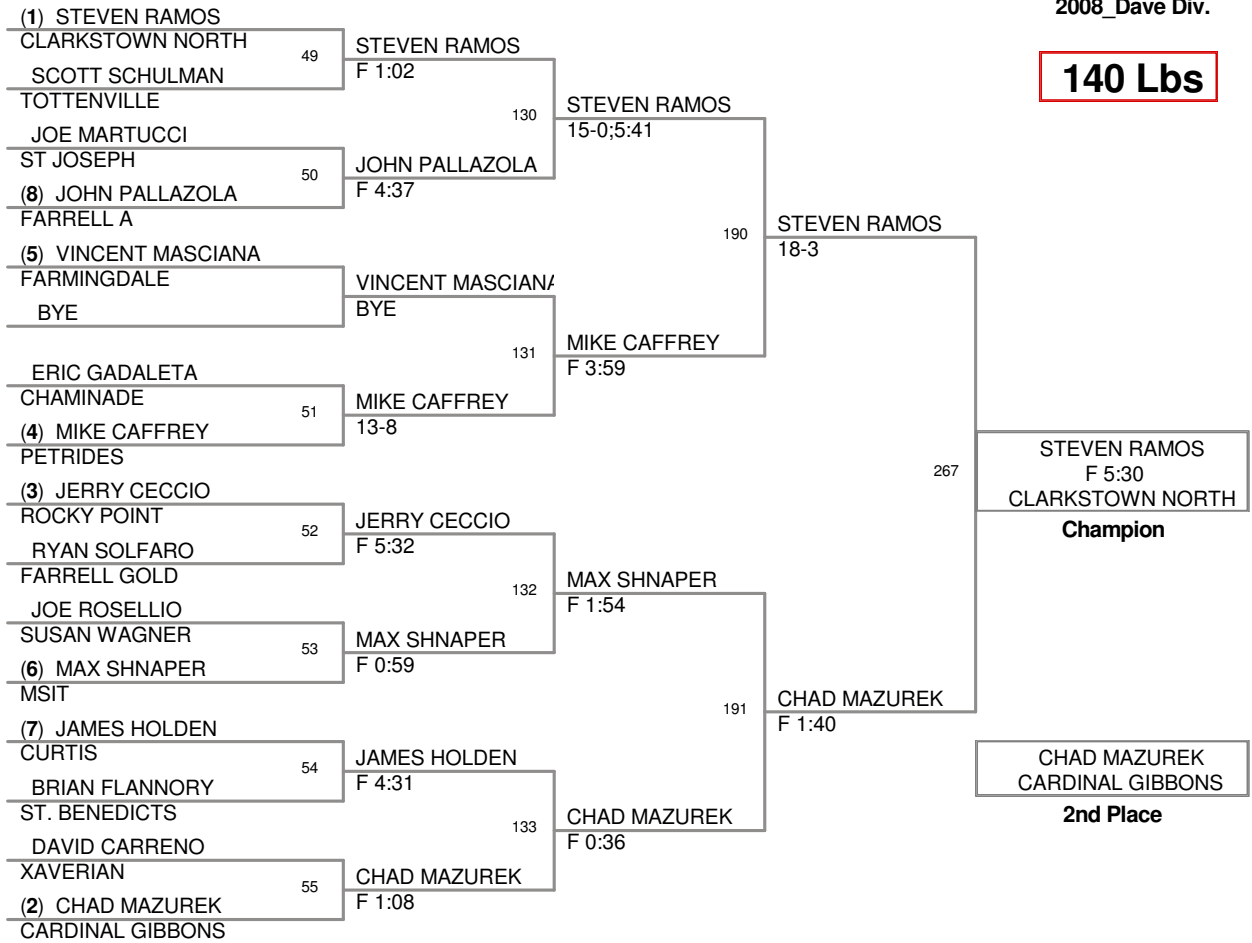 2008_Dave Div.
140 Lbs
(1) STEVEN RAMOS
CLARKSTOWN NORTH
49
SCOTT SCHULMAN
TOTTENVILLE
JOE MARTUCCI
ST JOSEPH
50
(8) JOHN PALLAZOLA
FARRELL A
(5) VINCENT MASCIANA
FARMINGDALE
BYE
ERIC GADALETA
CHAMINADE
51
(4) MIKE CAFFREY
PETRIDES
(3) JERRY CECCIO
ROCKY POINT
52
RYAN SOLFARO
FARRELL GOLD
JOE ROSELLIO
SUSAN WAGNER
53
(6) MAX SHNAPER
MSIT
(7) JAMES HOLDEN
CURTIS
54
BRIAN FLANNORY
ST. BENEDICTS
DAVID CARRENO
XAVERIAN
55
(2) CHAD MAZUREK
CARDINAL GIBBONS
STEVEN RAMOS
F 1:02
130
JOHN PALLAZOLA
F 4:37
VINCENT MASCIANA
BYE
131
MIKE CAFFREY
13-8
JERRY CECCIO
F 5:32
132
MAX SHNAPER
F 0:59
JAMES HOLDEN
F 4:31
133
CHAD MAZUREK
F 1:08
STEVEN RAMOS
15-0;5:41
190
MIKE CAFFREY
F 3:59
MAX SHNAPER
F 1:54
191
CHAD MAZUREK
F 0:36
STEVEN RAMOS
18-3
267
CHAD MAZUREK
F 1:40
STEVEN RAMOS
F 5:30
CLARKSTOWN NORTH
Champion
CHAD MAZUREK
CARDINAL GIBBONS
2nd Place